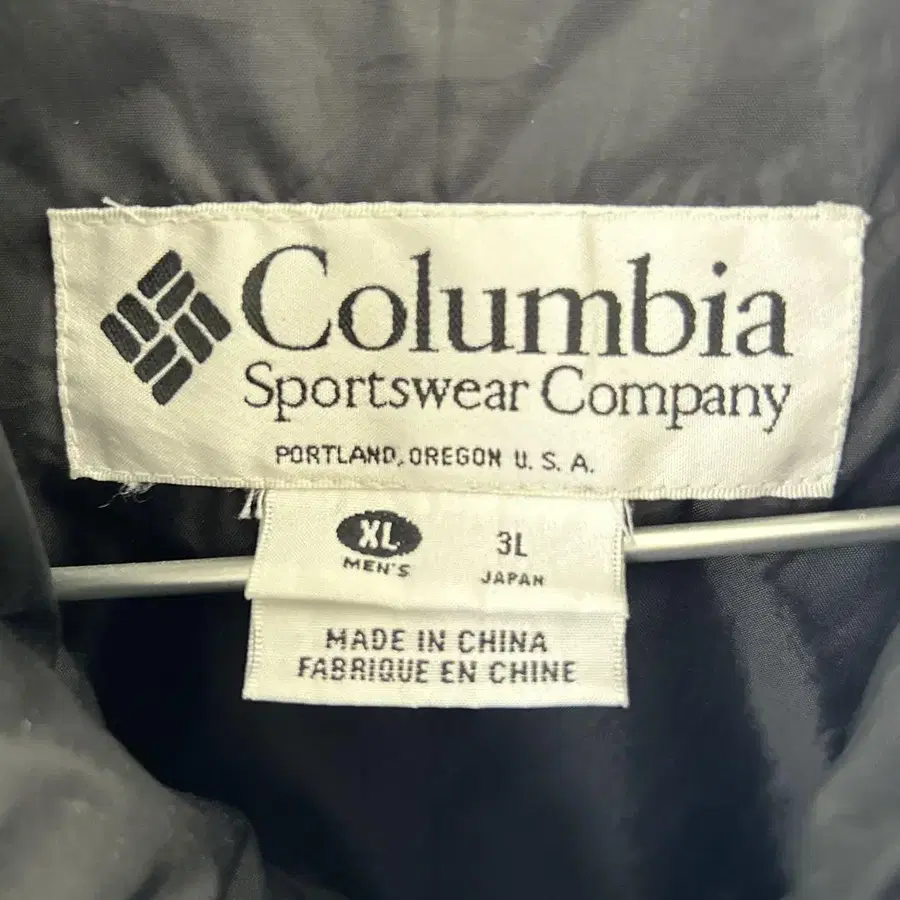 Columbia
Sportswear Company
PORTLAND, OREGON U. S. A.
XL 3L
MEN'S JAPAN
MADE IN CHINA
FABRIQUE EN CHINE